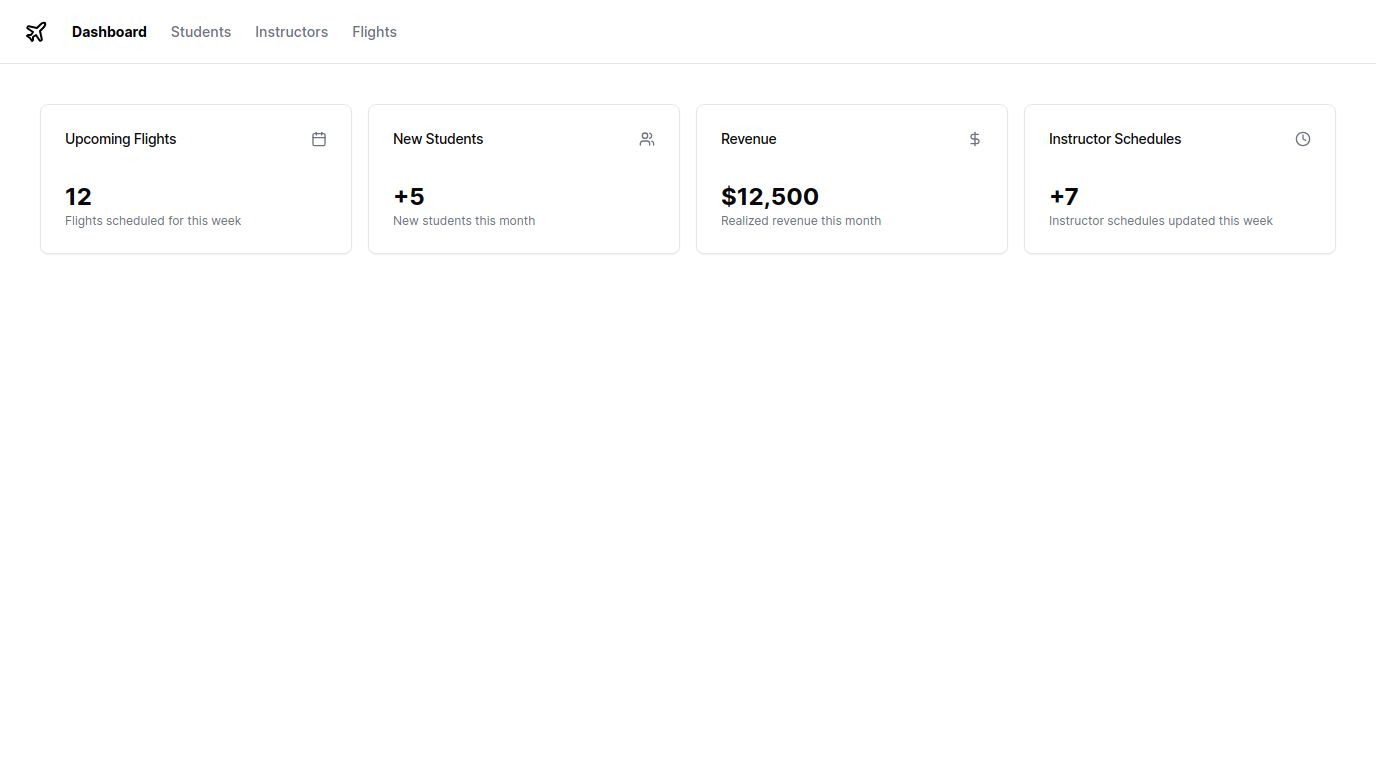 Dashboard Students Instructors Flights
Upcoming Flights
12
Flights scheduled for this week
New Students
+5
New students this month
Revenue
$12,500
Realized revenue this month
Instructor Schedules
+7
Instructor schedules updated this week